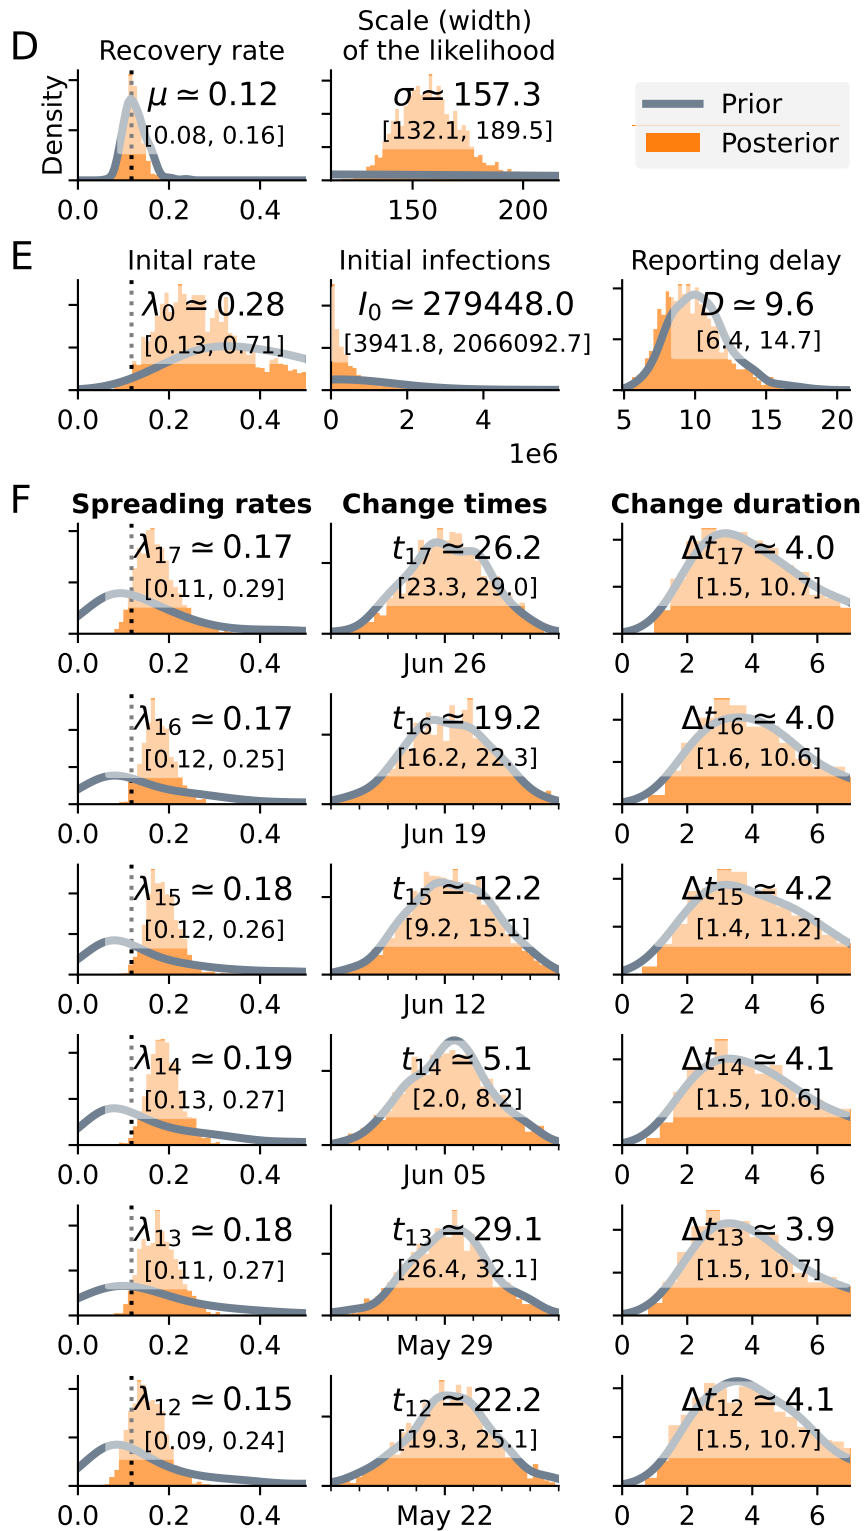 D
Recovery rate
Scale (width)
of the likelihood
Density
μ ≃ 0.12
[0.08, 0.16]
0.0 0.2 0.4
σ ≃ 157.3
[132.1, 189.5]
150 200
Prior
Posterior
E
Inital rate
Initial infections
Reporting delay
λ0 ≃ 0.28
[0.13, 0.71]
0.0 0.2 0.4
I0 ≃ 279448.0
[3941.8, 2066092.7]
0 2 4
1e6
D ≃ 9.6
[6.4, 14.7]
5 10 15 20
F
Spreading rates
Change times
Change duration
λ17 ≃ 0.17
[0.11, 0.29]
0.0 0.2 0.4
t17 ≃ 26.2
[23.3, 29.0]
Jun 26
Δt17 ≃ 4.0
[1.5, 10.7]
0 2 4 6
λ16 ≃ 0.17
[0.12, 0.25]
0.0 0.2 0.4
t16 ≃ 19.2
[16.2, 22.3]
Jun 19
Δt16 ≃ 4.0
[1.6, 10.6]
0 2 4 6
λ15 ≃ 0.18
[0.12, 0.26]
0.0 0.2 0.4
t15 ≃ 12.2
[9.2, 15.1]
Jun 12
Δt15 ≃ 4.2
[1.4, 11.2]
0 2 4 6
λ14 ≃ 0.19
[0.13, 0.27]
0.0 0.2 0.4
t14 ≃ 5.1
[2.0, 8.2]
Jun 05
Δt14 ≃ 4.1
[1.5, 10.6]
0 2 4 6
λ13 ≃ 0.18
[0.11, 0.27]
0.0 0.2 0.4
t13 ≃ 29.1
[26.4, 32.1]
May 29
Δt13 ≃ 3.9
[1.5, 10.7]
0 2 4 6
λ12 ≃ 0.15
[0.09, 0.24]
0.0 0.2 0.4
t12 ≃ 22.2
[19.3, 25.1]
May 22
Δt12 ≃ 4.1
[1.5, 10.7]
0 2 4 6